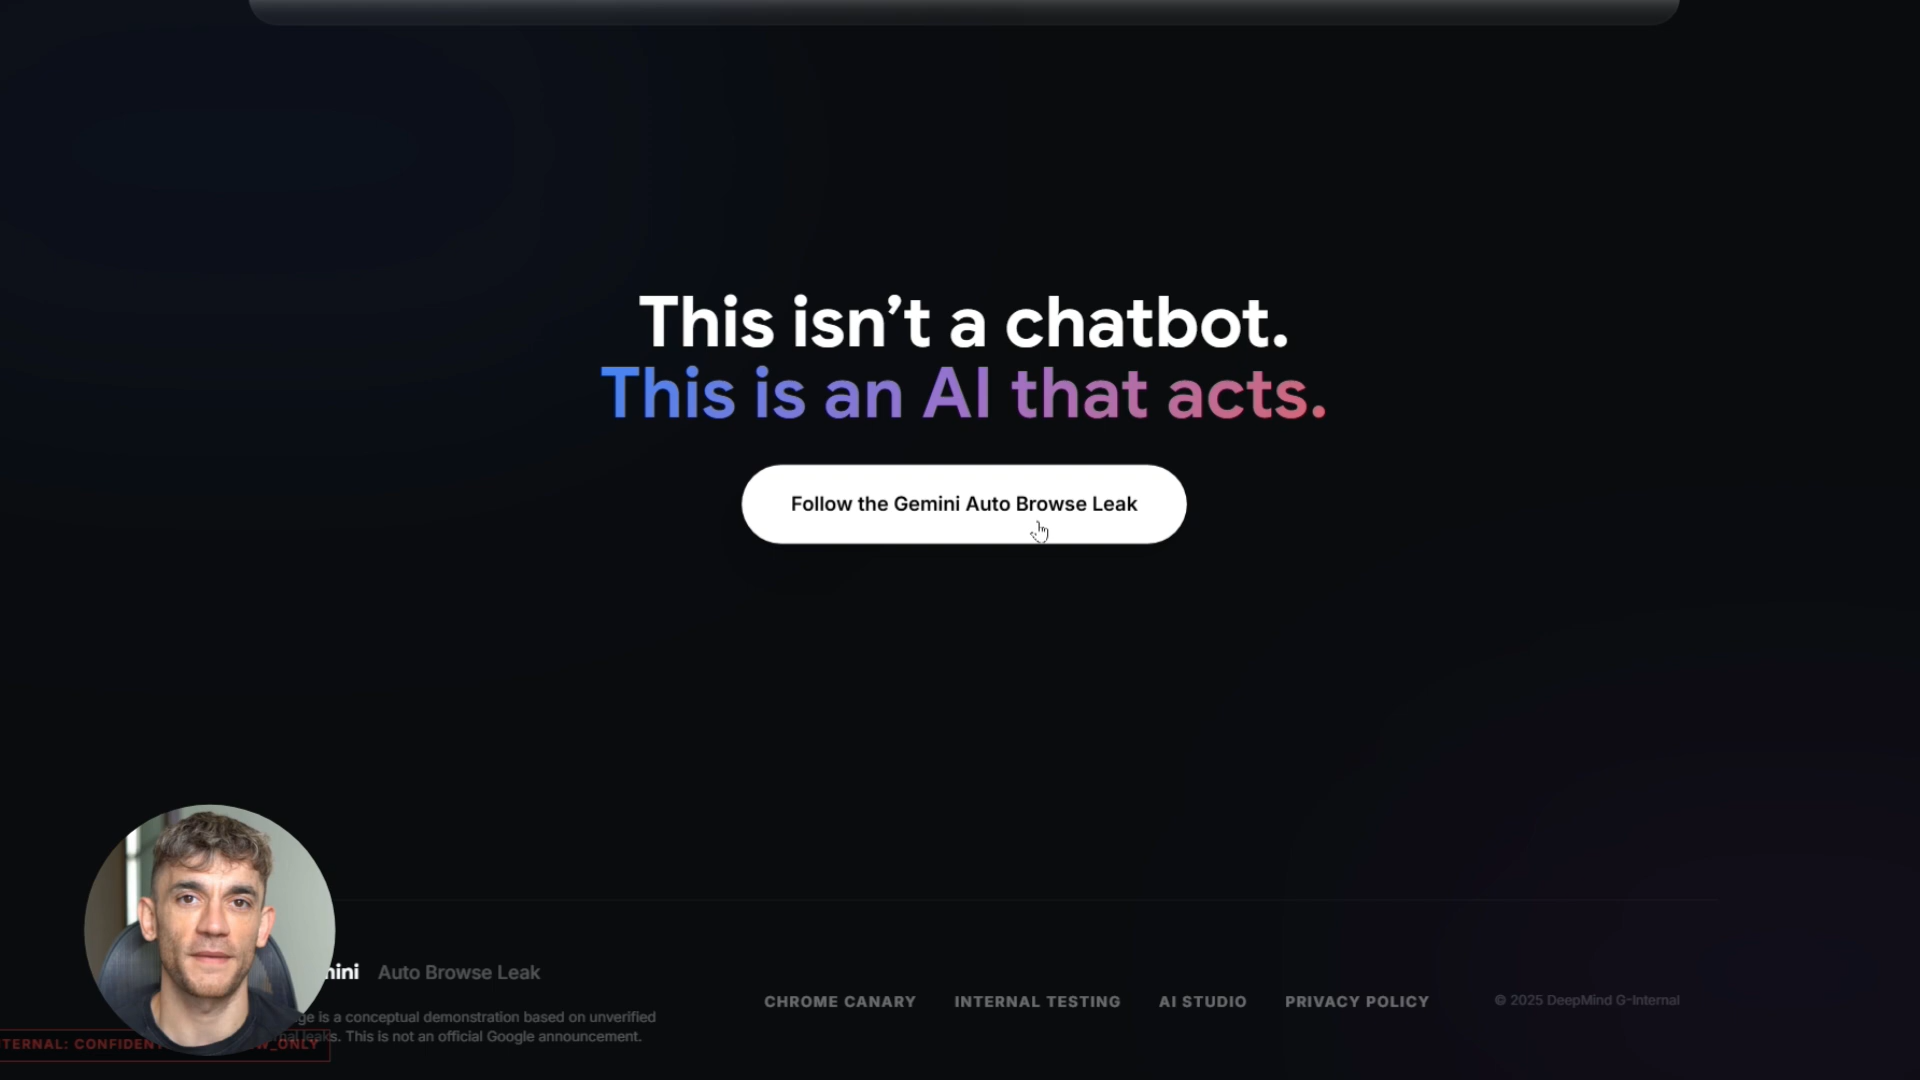 This isn’t a chatbot.
This is an AI that acts.
Follow the Gemini Auto Browse Leak
Auto Browse Leak
is a conceptual demonstration based on unverified
leaks. This is not an official Google announcement.
CHROME CANARY
INTERNAL TESTING
AI STUDIO
PRIVACY POLICY
© 2025 DeepMind G-Internal